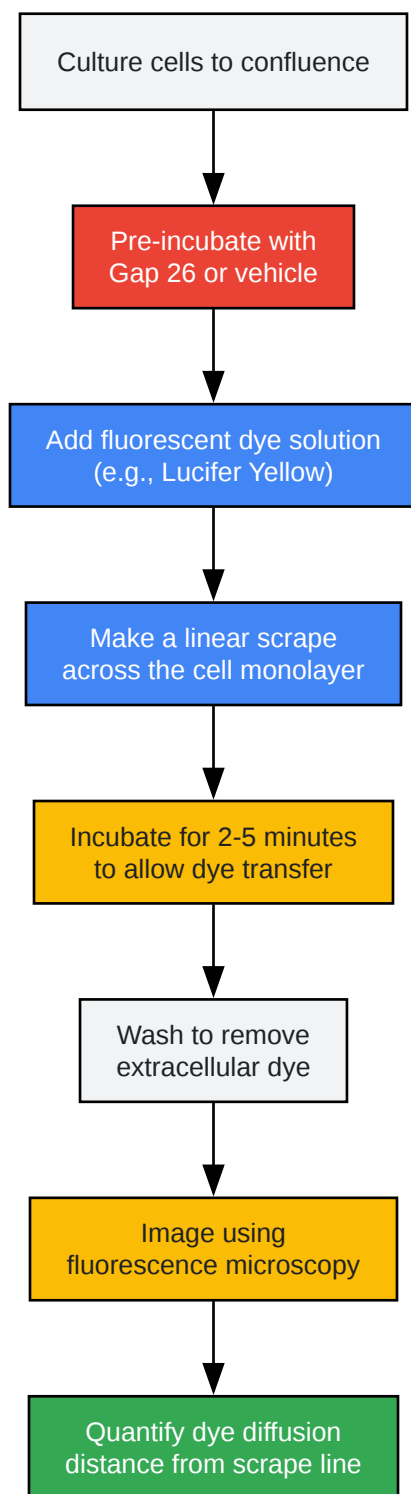 Culture cells to confluence
Pre-incubate with
Gap 26 or vehicle
Add fluorescent dye solution
(e.g., Lucifer Yellow)
Make a linear scrape
across the cell monolayer
Incubate for 2-5 minutes
to allow dye transfer
Wash to remove
extracellular dye
Image using
fluorescence microscopy
Quantify dye diffusion
distance from scrape line